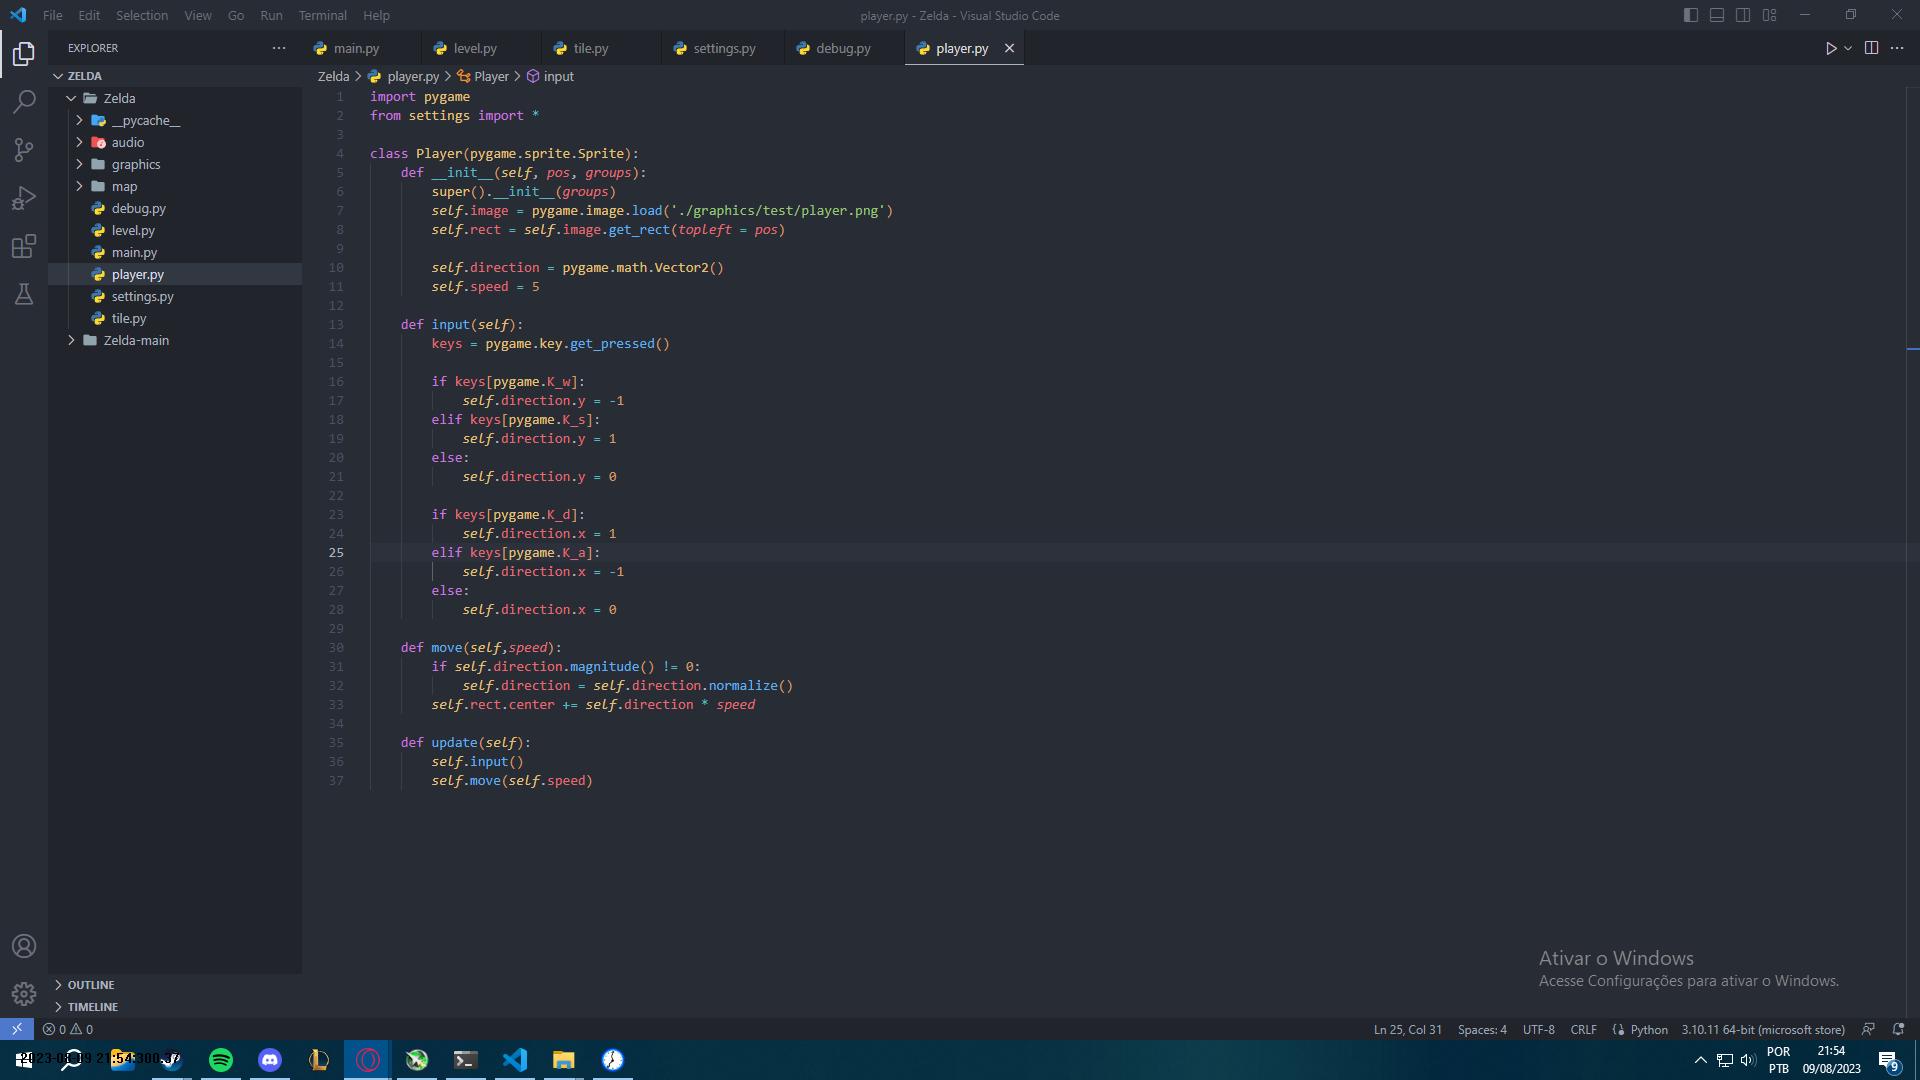 File Edit Selection View Go Run Terminal Help
player.py - Zelda - Visual Studio Code
EXPLORER
ZELDA
Zelda
__pycache__
audio
graphics
map
debug.py
level.py
main.py
player.py
settings.py
tile.py
Zelda-main
OUTLINE
TIMELINE
main.py level.py tile.py settings.py debug.py player.py
Zelda > player.py > Player > input
1 import pygame
2 from settings import *
3
4 class Player(pygame.sprite.Sprite):
5     def __init__(self, pos, groups):
6         super().__init__(groups)
7         self.image = pygame.image.load('./graphics/test/player.png')
8         self.rect = self.image.get_rect(topleft = pos)
9
10         self.direction = pygame.math.Vector2()
11         self.speed = 5
12
13     def input(self):
14         keys = pygame.key.get_pressed()
15
16         if keys[pygame.K_w]:
17             self.direction.y = -1
18         elif keys[pygame.K_s]:
19             self.direction.y = 1
20         else:
21             self.direction.y = 0
22
23         if keys[pygame.K_d]:
24             self.direction.x = 1
25         elif keys[pygame.K_a]:
26             self.direction.x = -1
27         else:
28             self.direction.x = 0
29
30     def move(self,speed):
31         if self.direction.magnitude() != 0:
32             self.direction = self.direction.normalize()
33         self.rect.center += self.direction * speed
34
35     def update(self):
36         self.input()
37         self.move(self.speed)
Ativar o Windows
Acesse Configurações para ativar o Windows.
0 0
Ln 25, Col 31 Spaces: 4 UTF-8 CRLF Python 3.10.11 64-bit (microsoft store)
POR
PTB
21:54
09/08/2023
9